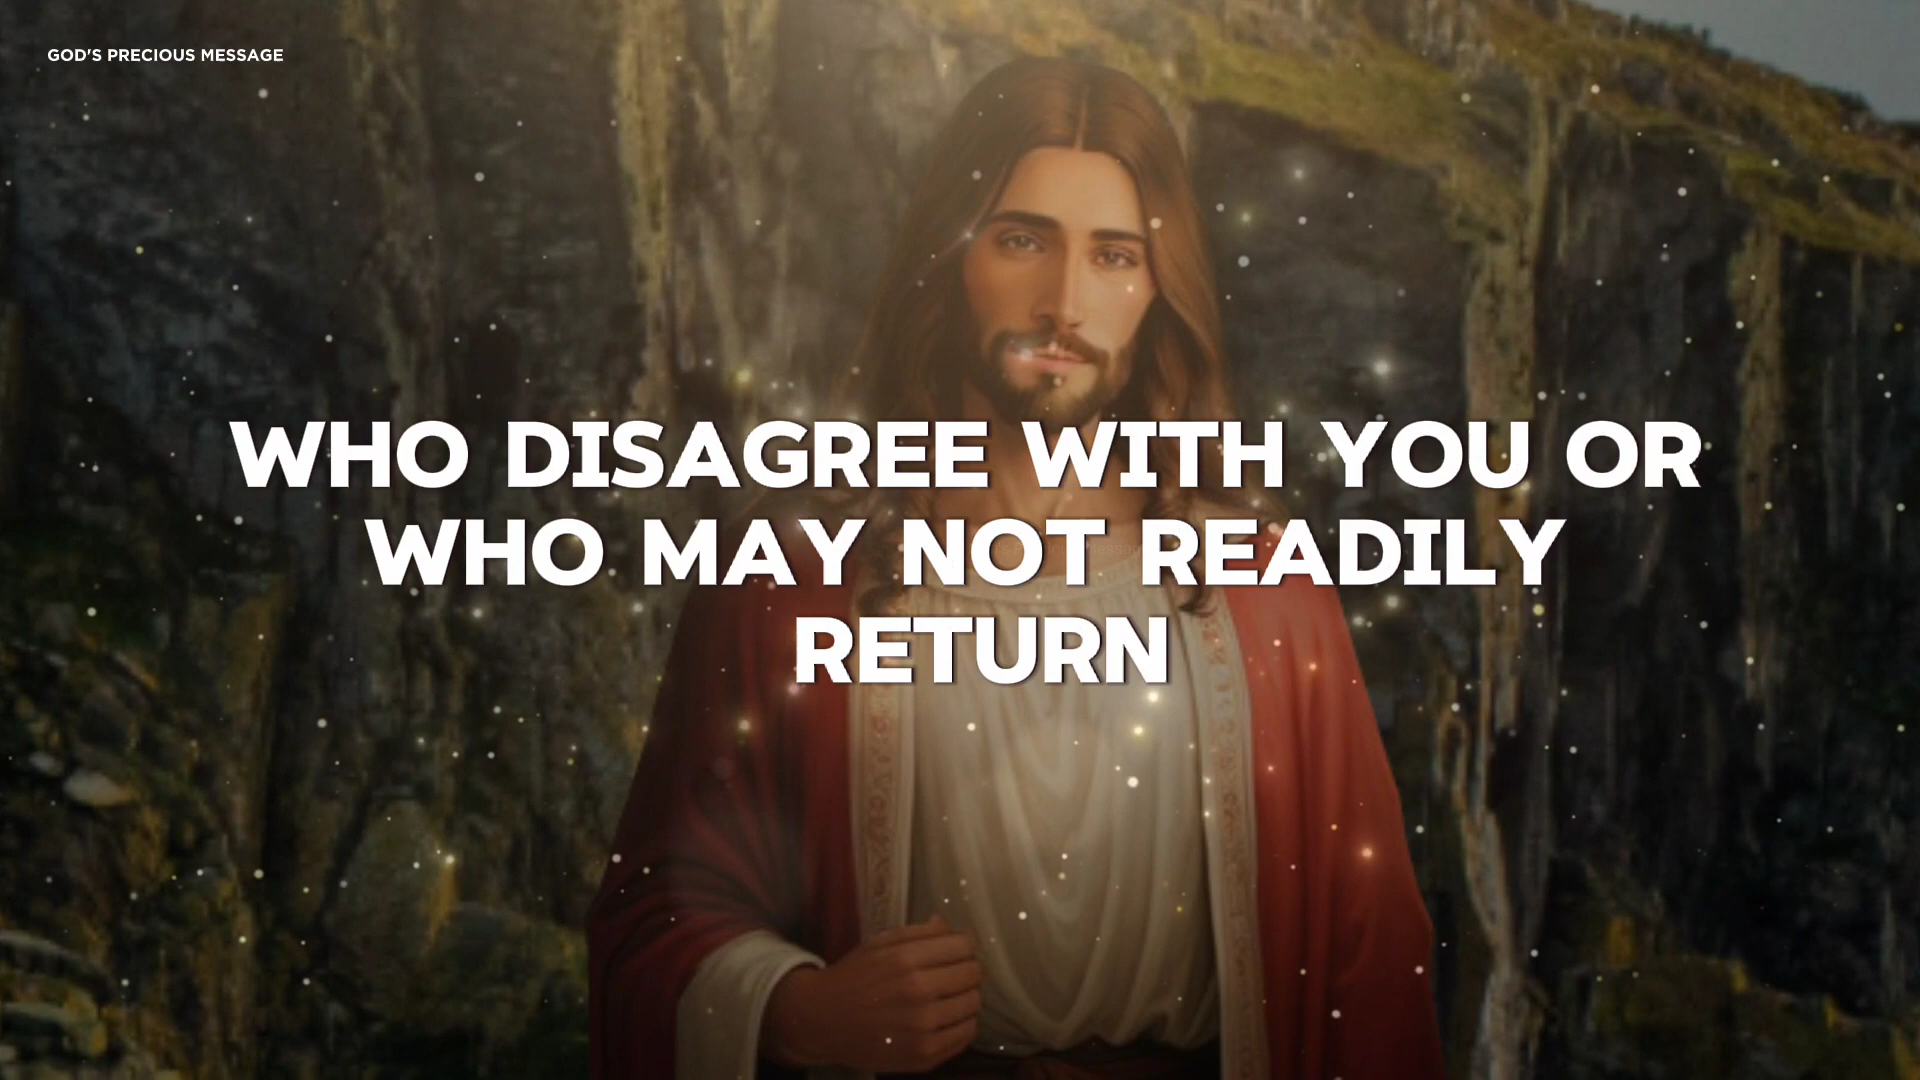 GOD'S PRECIOUS MESSAGE
WHO DISAGREE WITH YOU OR
WHO MAY NOT READILY
RETURN